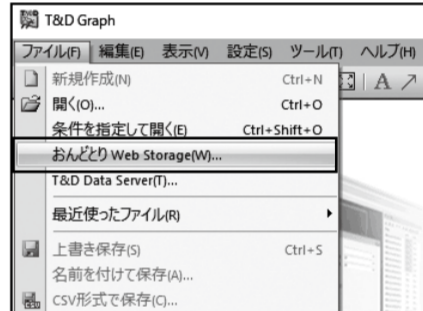 T&D Graph
ファイル(F) 編集(E) 表示(V) 設定(S) ツール(T) ヘルプ(H)
新規作成(N) Ctrl+N
開く(O)... Ctrl+O
条件を指定して開く(E) Ctrl+Shift+O
おんどとり Web Storage(W)...
T&D Data Server(T)...
最近使ったファイル(R)
上書き保存(S) Ctrl+S
名前を付けて保存(A)...
CSV形式で保存(C)...